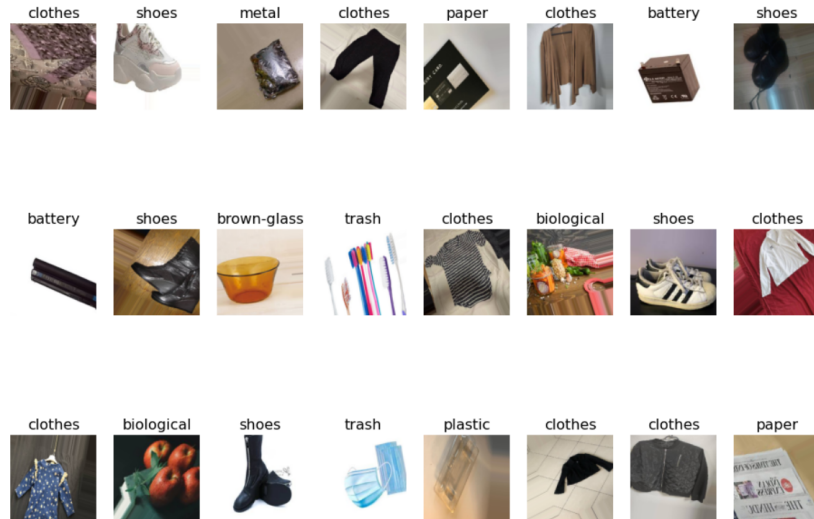 clothes shoes metal clothes paper clothes battery shoes
battery shoes brown-glass trash clothes biological shoes clothes
clothes biological shoes trash plastic clothes clothes paper